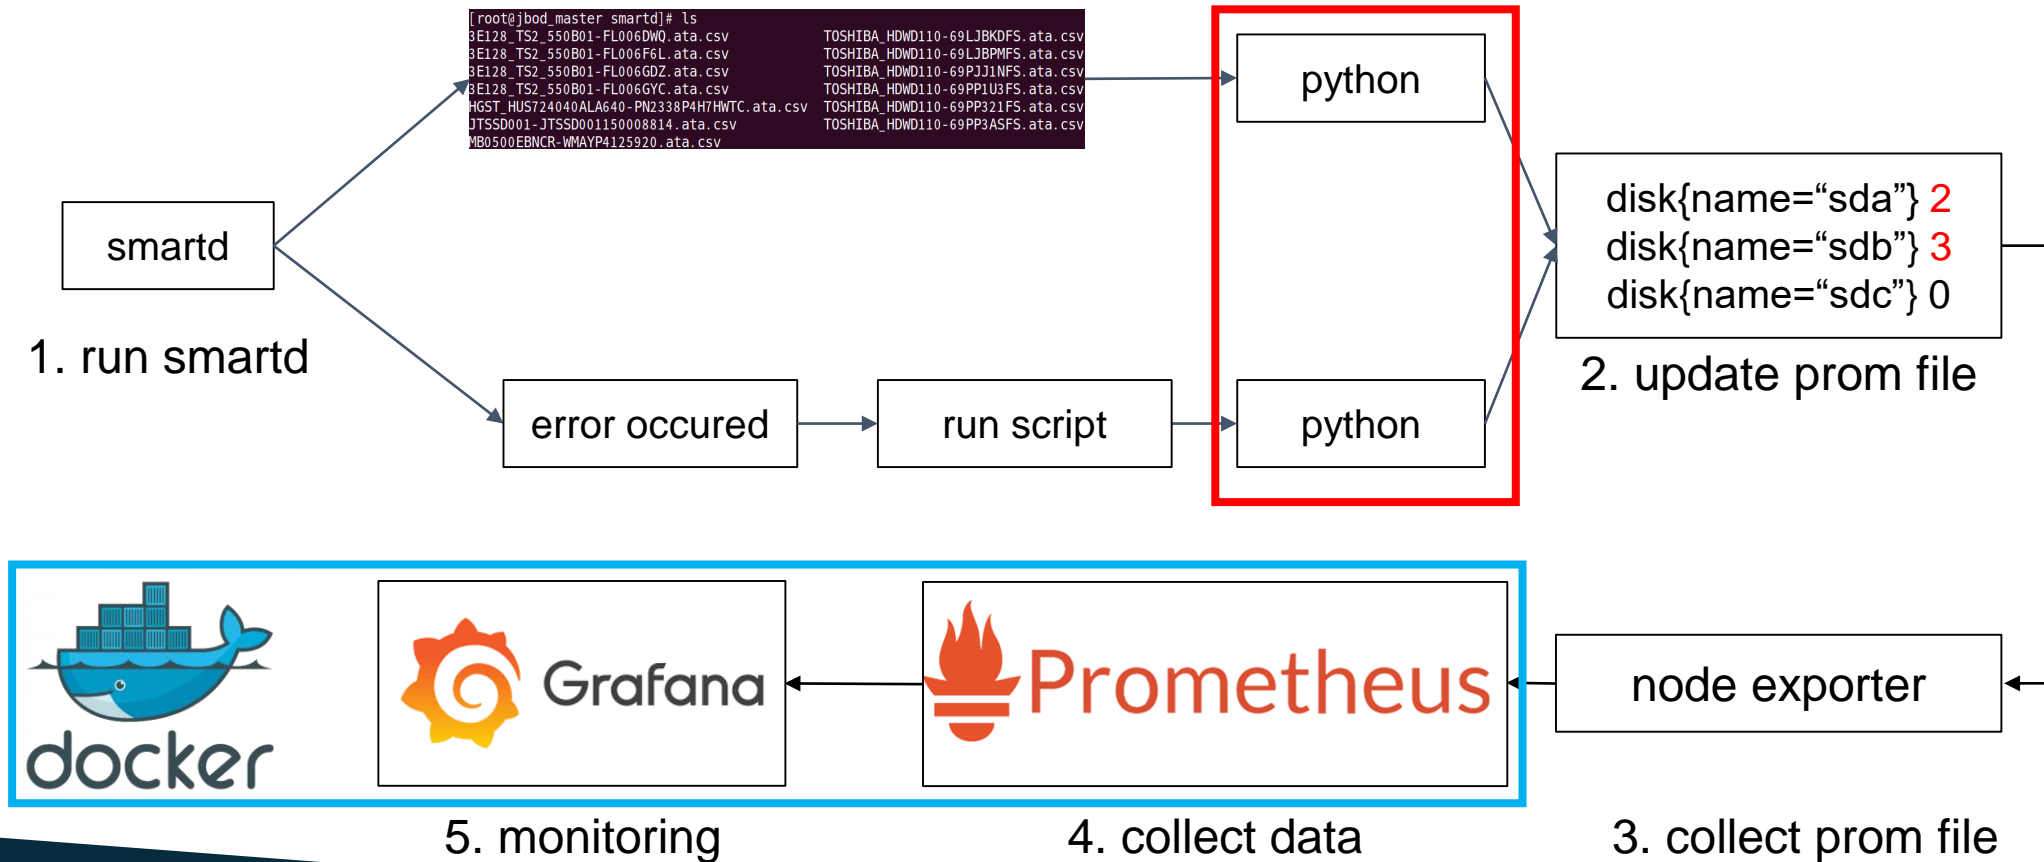 [root@jbod_master smartd]# ls
3E128_TS2_550B01-FL006DWQ.ata.csv TOSHIBA_HDWD110-69LJBKDFS.ata.csv
3E128_TS2_550B01-FL006F6L.ata.csv TOSHIBA_HDWD110-69LJBPMFS.ata.csv
3E128_TS2_550B01-FL006GDZ.ata.csv TOSHIBA_HDWD110-69PJJ1NFS.ata.csv
3E128_TS2_550B01-FL006GYC.ata.csv TOSHIBA_HDWD110-69PP1U3FS.ata.csv
HGST_HUS724040ALA640-PN2338P4H7HWTC.ata.csv TOSHIBA_HDWD110-69PP321FS.ata.csv
JTSSD001-JTSSD001150008814.ata.csv TOSHIBA_HDWD110-69PP3ASFS.ata.csv
MB0500EBNCR-WMAYP4125920.ata.csv
python
smartd
1. run smartd
disk{name=“sda”} 2
disk{name=“sdb”} 3
disk{name=“sdc”} 0
2. update prom file
error occured
run script
python
docker
Grafana
Prometheus
node exporter
5. monitoring
4. collect data
3. collect prom file